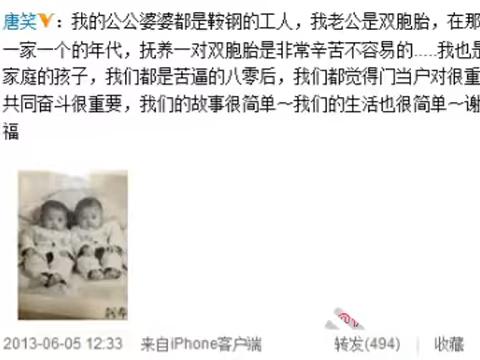 唐笑V：我的公公婆婆都是鞍钢的工人，我老公是双胞胎，在那
一家一个的年代，抚养一对双胞胎是非常辛苦不容易的.....我也是
家庭的孩子，我们都是苦逼的八零后，我们都觉得门当户对很重
共同奋斗很重要，我们的故事很简单～我们的生活也很简单～谢
福
2013-06-05 12:33 来自iPhone客户端 转发(494) 收藏